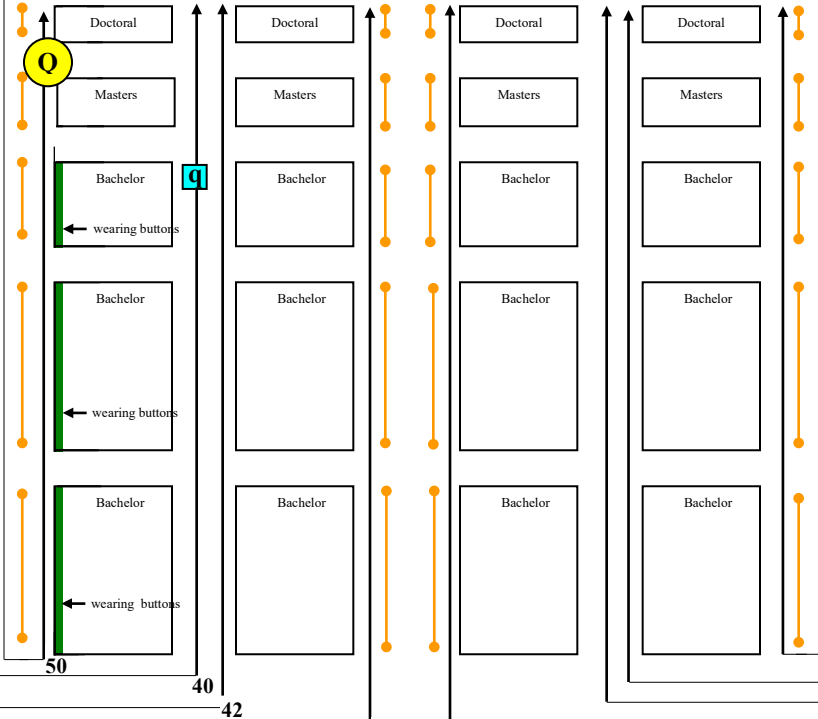 Doctoral Doctoral Doctoral Doctoral
Q
Masters Masters Masters Masters
q
Bachelor Bachelor Bachelor Bachelor
wearing buttons
Bachelor Bachelor Bachelor Bachelor
wearing buttons
Bachelor Bachelor Bachelor Bachelor
wearing buttons
50
40
42